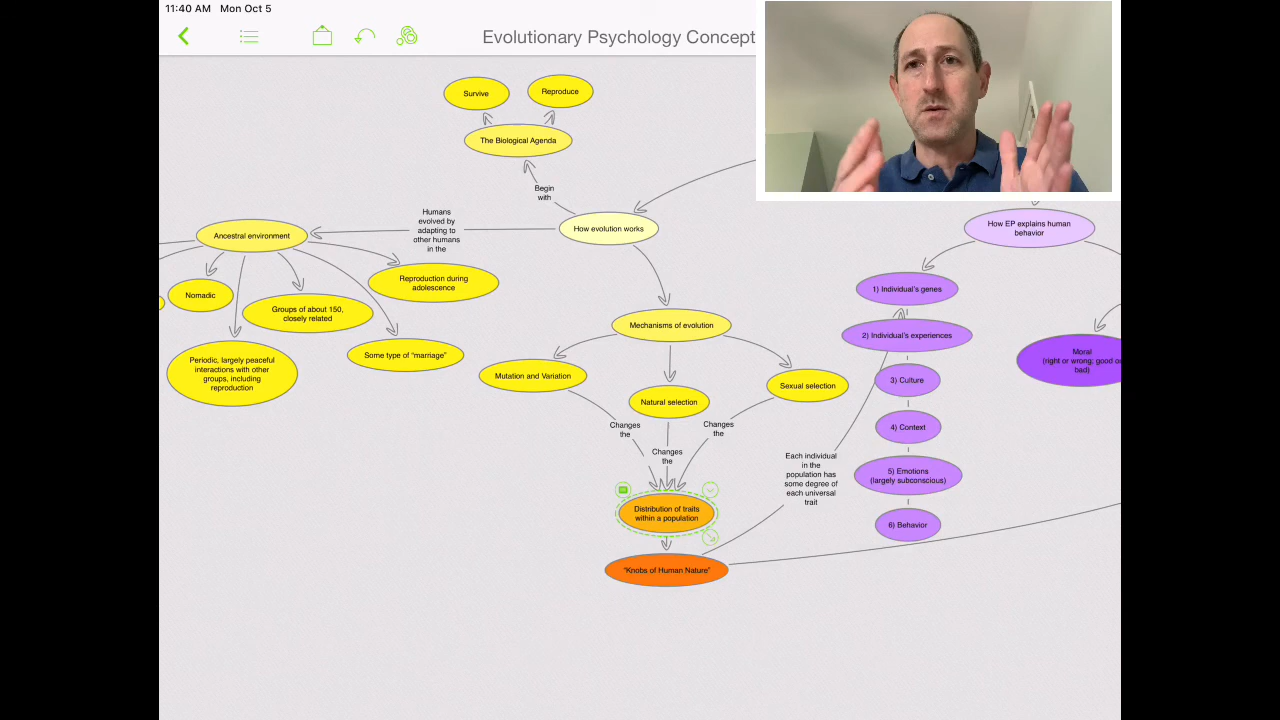 11:40 AM Mon Oct 5
Evolutionary Psychology Concept
Survive
Reproduce
The Biological Agenda
Begin
with
Humans
evolved by
adapting to
other humans
in the
How evolution works
Ancestral environment
Nomadic
Groups of about 150,
closely related
Reproduction during
adolescence
Periodic, largely peaceful
interactions with other
groups, including
reproduction
Some type of "marriage"
Mechanisms of evolution
Mutation and Variation
Natural selection
Sexual selection
Changes
the
Changes
the
Changes
the
Distribution of traits
within a population
"Knobs of Human Nature"
Each individual
in the
population has
some degree of
each universal
trait
How EP explains human
behavior
1) Individual's genes
2) Individual's experiences
3) Culture
4) Context
5) Emotions
(largely subconscious)
6) Behavior
Moral
(right or wrong; good or
bad)